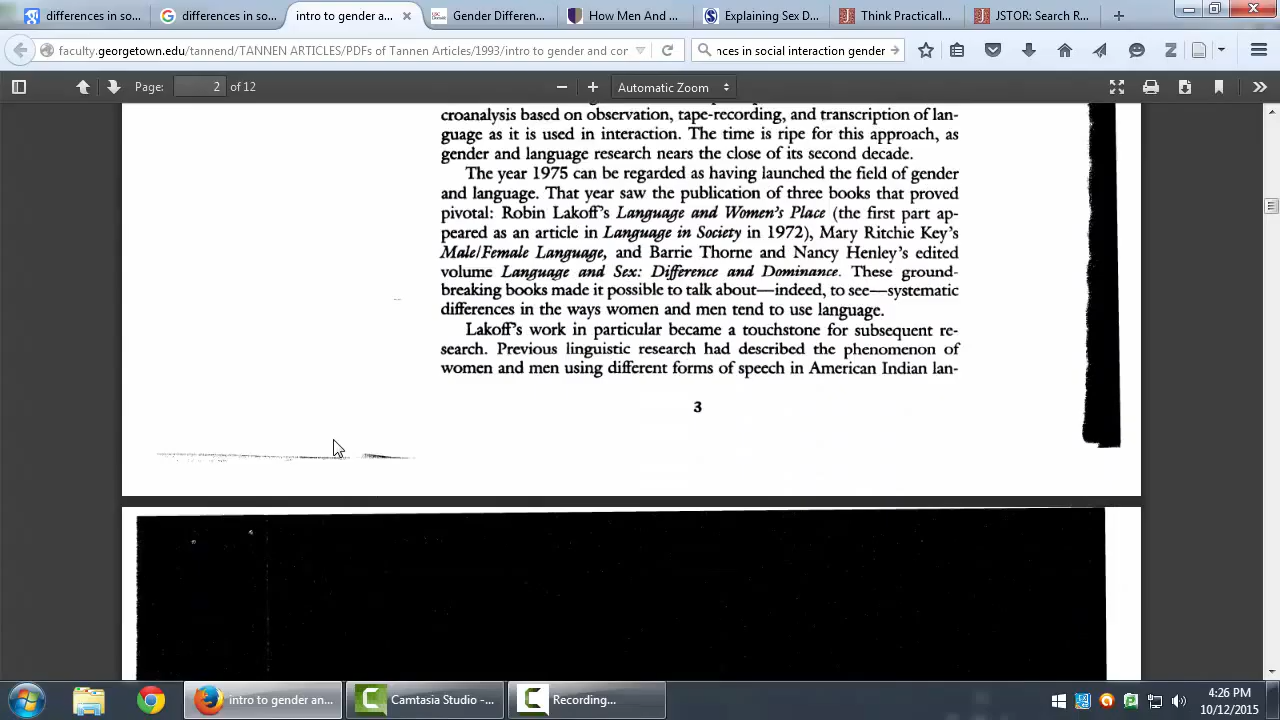 differences in so...
differences in soci...
intro to gender a...
Gender Differen...
How Men And ...
Explaining Sex D...
Think Practicall...
JSTOR: Search R...
faculty.georgetown.edu/tannend/TANNEN ARTICLES/PDFs of Tannen Articles/1993/intro to gender and cor
nces in social interaction gender
Page: 2 of 12
Automatic Zoom
croanalysis based on observation, tape-recording, and transcription of lan-
guage as it is used in interaction. The time is ripe for this approach, as
gender and language research nears the close of its second decade.
The year 1975 can be regarded as having launched the field of gender
and language. That year saw the publication of three books that proved
pivotal: Robin Lakoff's Language and Women's Place (the first part ap-
peared as an article in Language in Society in 1972), Mary Ritchie Key's
Male/Female Language, and Barrie Thorne and Nancy Henley's edited
volume Language and Sex: Difference and Dominance. These ground-
breaking books made it possible to talk about—indeed, to see—systematic
differences in the ways women and men tend to use language.
Lakoff's work in particular became a touchstone for subsequent re-
search. Previous linguistic research had described the phenomenon of
women and men using different forms of speech in American Indian lan-
3
intro to gender an...
Camtasia Studio -...
Recording...
4:26 PM
10/12/2015